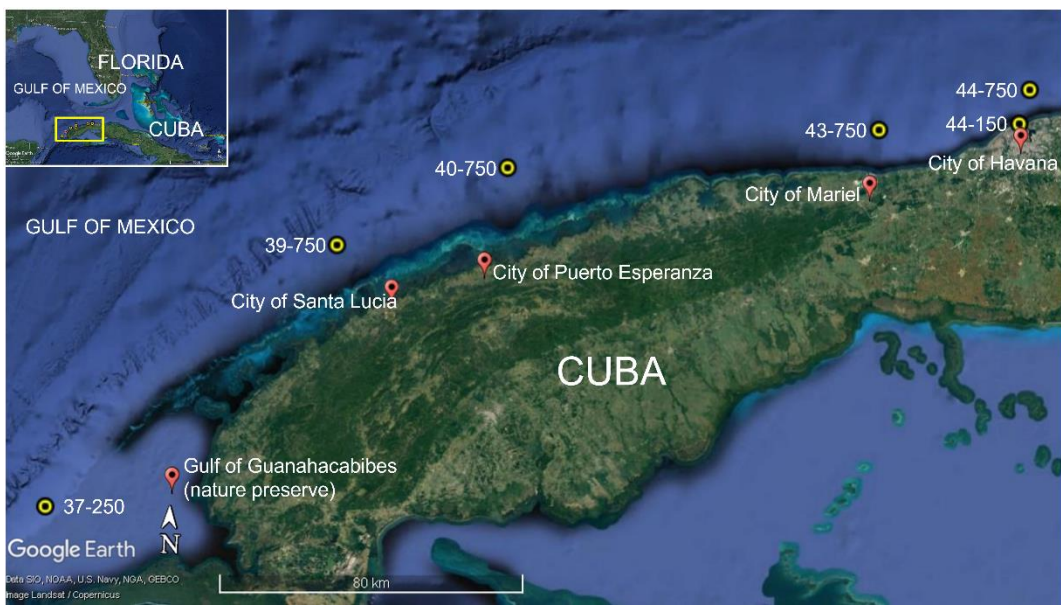 FLORIDA
GULF OF MEXICO
CUBA
Google Earth
N
44-750
43-750
44-150
City of Havana
40-750
City of Mariel
GULF OF MEXICO
39-750
City of Puerto Esperanza
City of Santa Lucia
CUBA
Gulf of Guanahacabibes
(nature preserve)
37-250
N
Google Earth
80 km
Data SIO, NOAA, U.S. Navy, NGA, GEBCO
Image Landsat / Copernicus